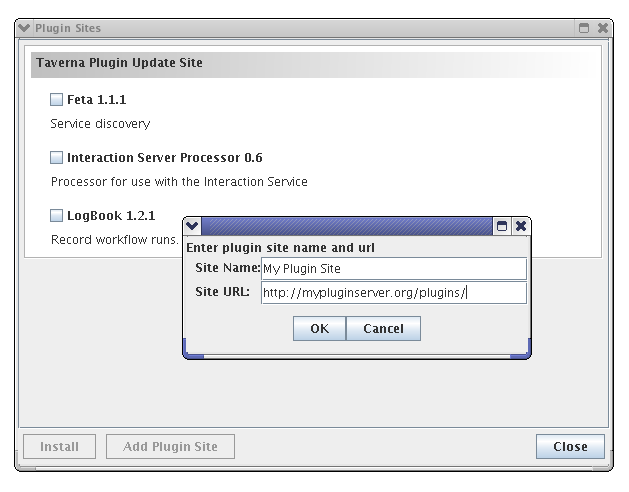 Plugin Sites
Taverna Plugin Update Site
Feta 1.1.1
Service discovery
Interaction Server Processor 0.6
Processor for use with the Interaction Service
LogBook 1.2.1
Record workflow runs.
Enter plugin site name and url
Site Name: My Plugin Site
Site URL: http://mypluginserver.org/plugins/
OK Cancel
Install Add Plugin Site Close